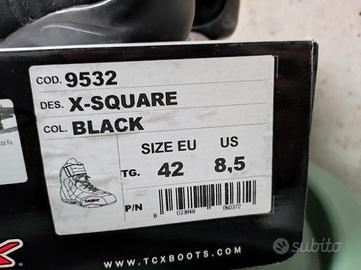 COD. 9532
DES. X-SQUARE
COL. BLACK
SIZE EU US
TG. 42 8,5
P/N
WWW.TCXBOOTS.COM
subito